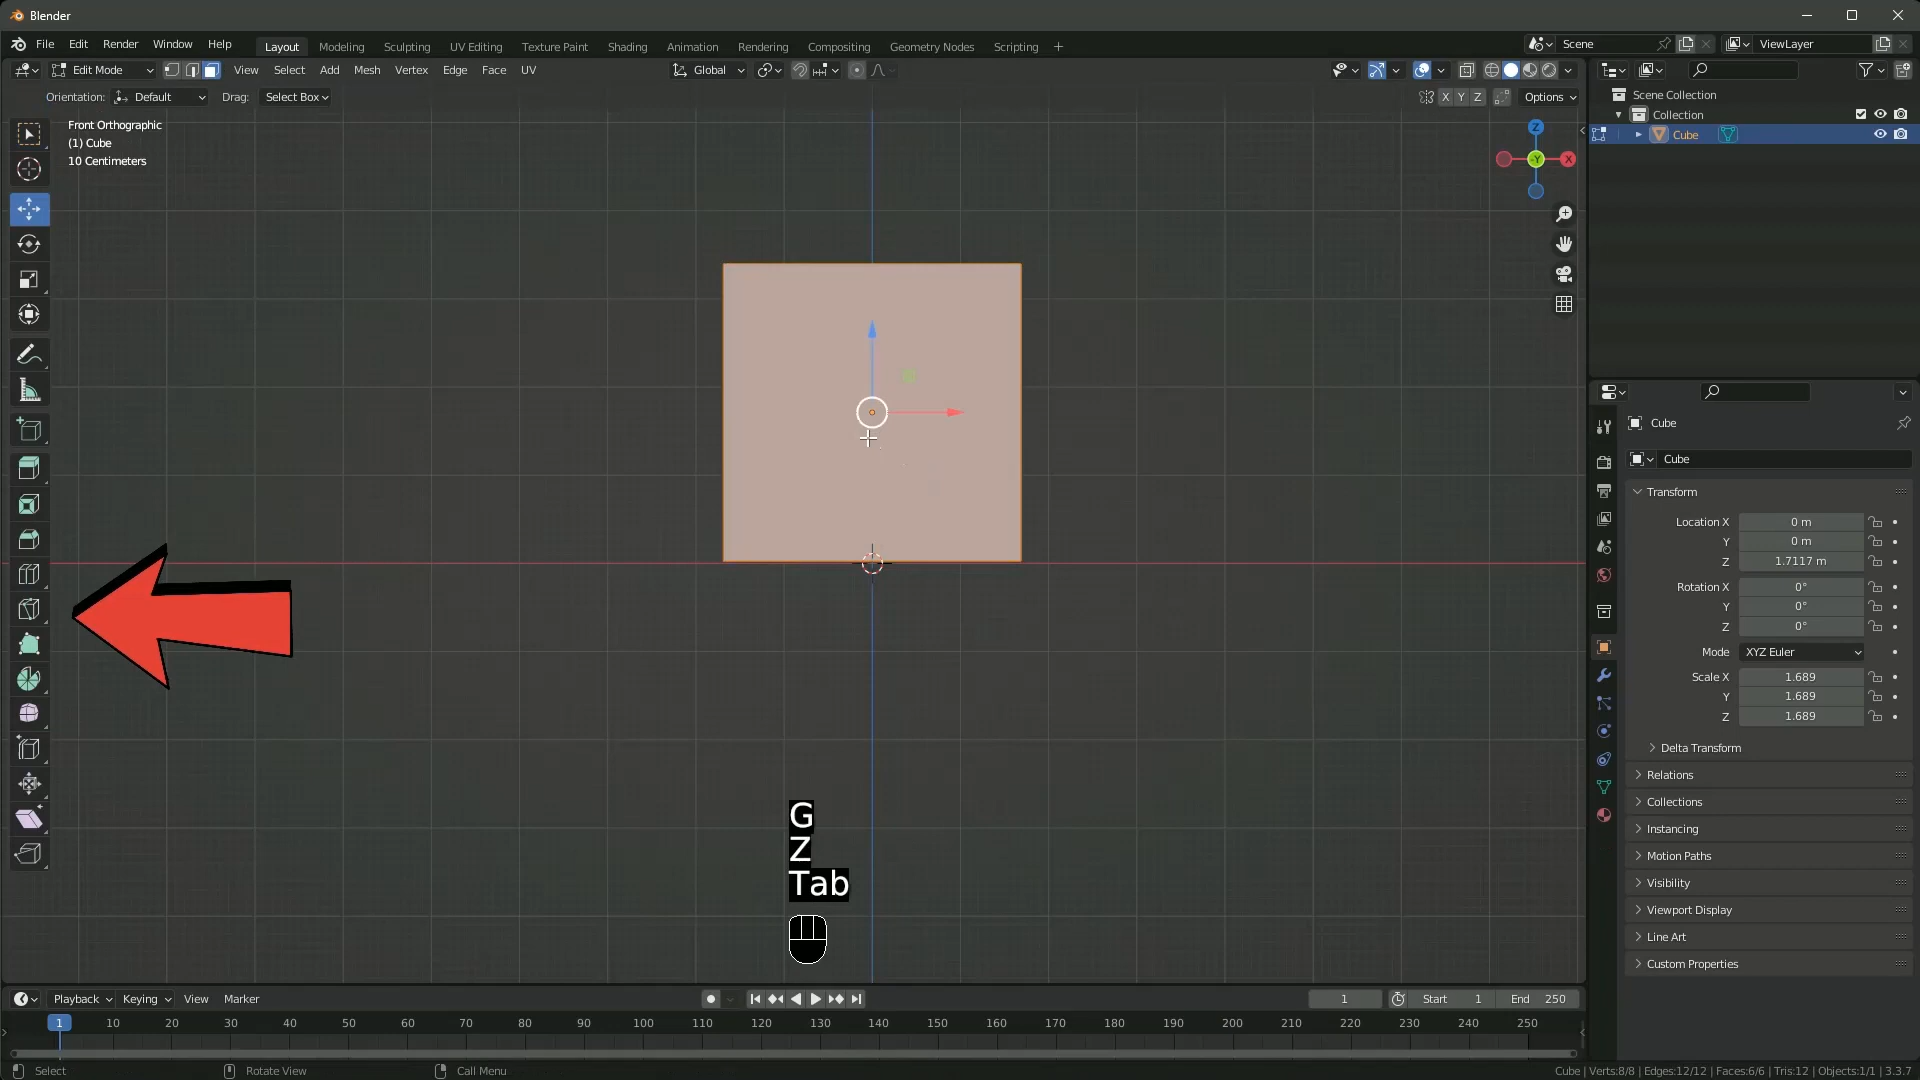 Blender
File Edit Render Window Help
Layout Modeling Sculpting UV Editing Texture Paint Shading Animation Rendering Compositing Geometry Nodes Scripting +
Scene
ViewLayer
Edit Mode
View Select Add Mesh Vertex Edge Face UV
Global
Orientation: Default Drag: Select Box
X Y Z Options
Front Orthographic
(1) Cube
10 Centimeters
Z
-Y
X
G
Z
Tab
Scene Collection
Collection
Cube
Cube
Cube
Transform
Location X 0 m
Y 0 m
Z 1.7117 m
Rotation X 0°
Y 0°
Z 0°
Mode XYZ Euler
Scale X 1.689
Y 1.689
Z 1.689
Delta Transform
Relations
Collections
Instancing
Motion Paths
Visibility
Viewport Display
Line Art
Custom Properties
Playback Keying View Marker
1 Start 1 End 250
1 10 20 30 40 50 60 70 80 90 100 110 120 130 140 150 160 170 180 190 200 210 220 230 240 250
Select Rotate View Call Menu
Cube | Verts:8/8 | Edges:12/12 | Faces:6/6 | Tris:12 | Objects:1/1 | 3.3.7